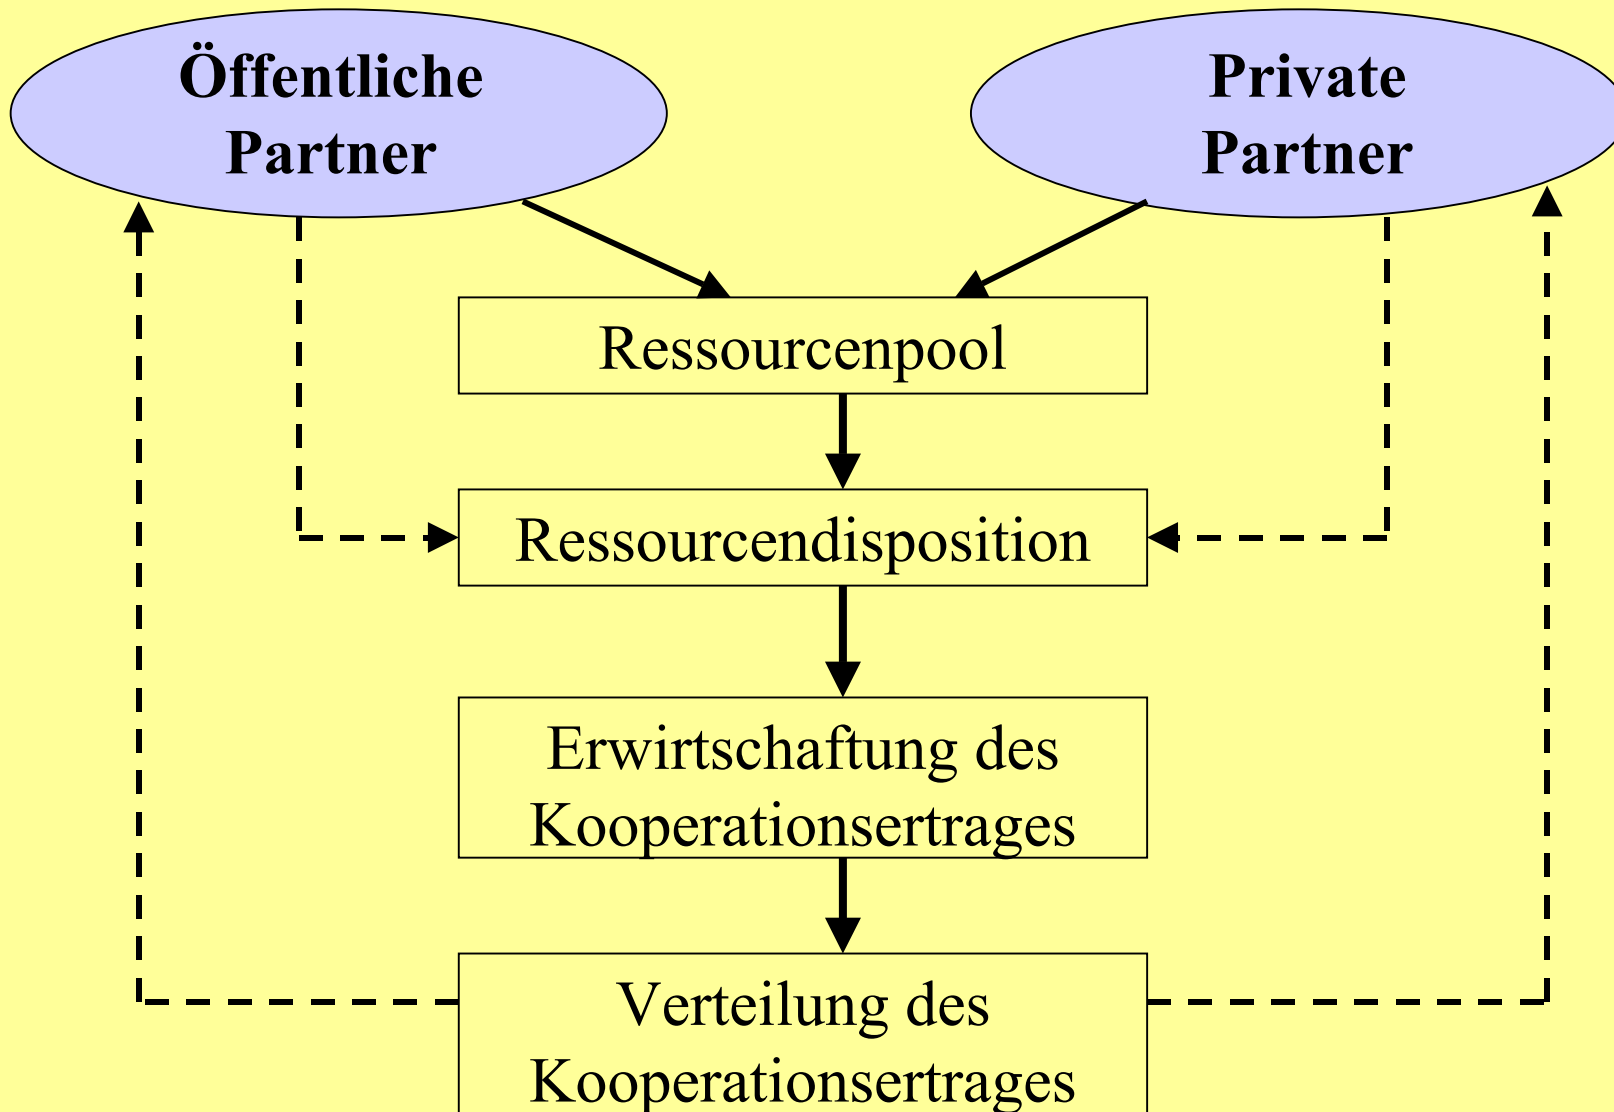 Öffentliche
Partner
Private
Partner
Ressourcenpool
Ressourcendisposition
Erwirtschaftung des
Kooperationsertrages
Verteilung des
Kooperationsertrages